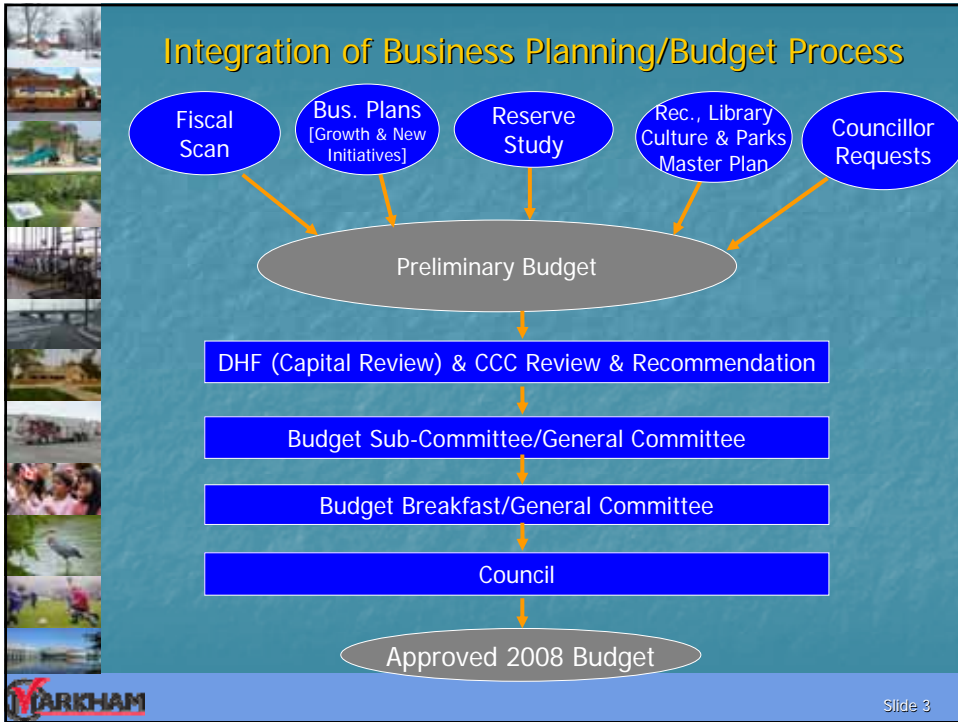 Integration of Business Planning/Budget Process
Fiscal
Scan
Bus. Plans
[Growth & New
Initiatives]
Reserve
Study
Rec., Library
Culture & Parks
Master Plan
Councillor
Requests
Preliminary Budget
DHF (Capital Review) & CCC Review & Recommendation
Budget Sub-Committee/General Committee
Budget Breakfast/General Committee
Council
Approved 2008 Budget
MARKHAM
Slide 3